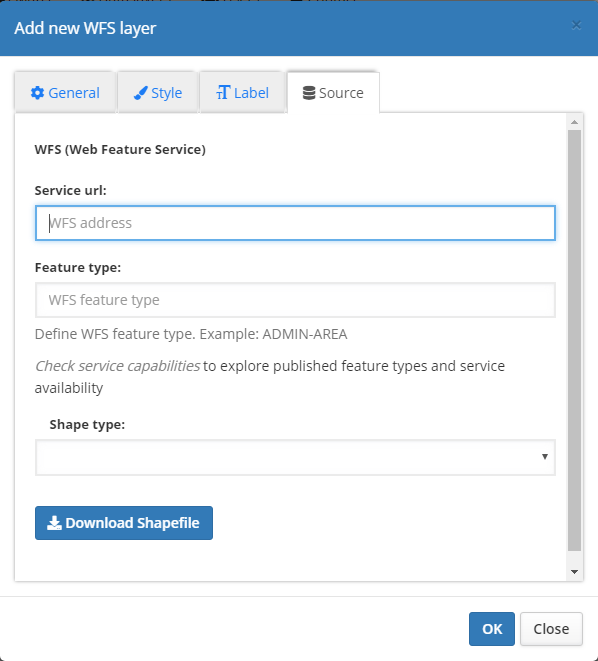 Add new WFS layer
×
General Style Label Source
WFS (Web Feature Service)
Service url:
WFS address
Feature type:
WFS feature type
Define WFS feature type. Example: ADMIN-AREA
Check service capabilities to explore published feature types and service
availability
Shape type:
Download Shapefile
OK Close